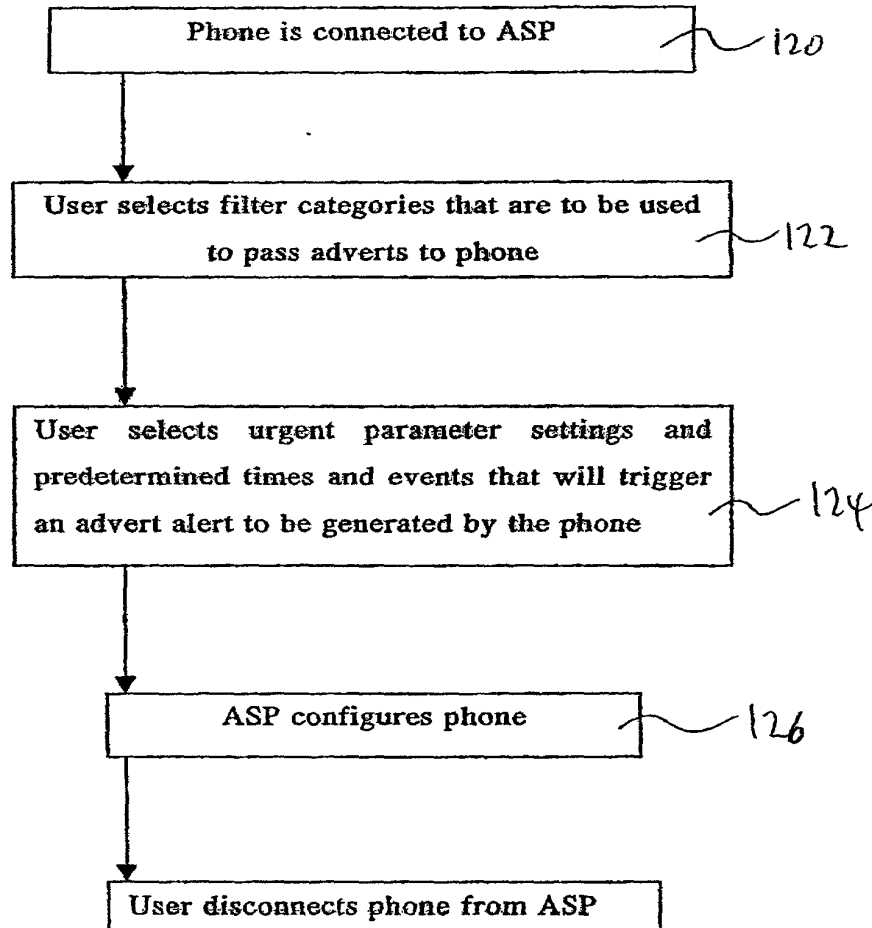 Phone is connected to ASP
120
User selects filter categories that are to be used
to pass adverts to phone
122
User selects urgent parameter settings and
predetermined times and events that will trigger
an advert alert to be generated by the phone
124
ASP configures phone
126
User disconnects phone from ASP